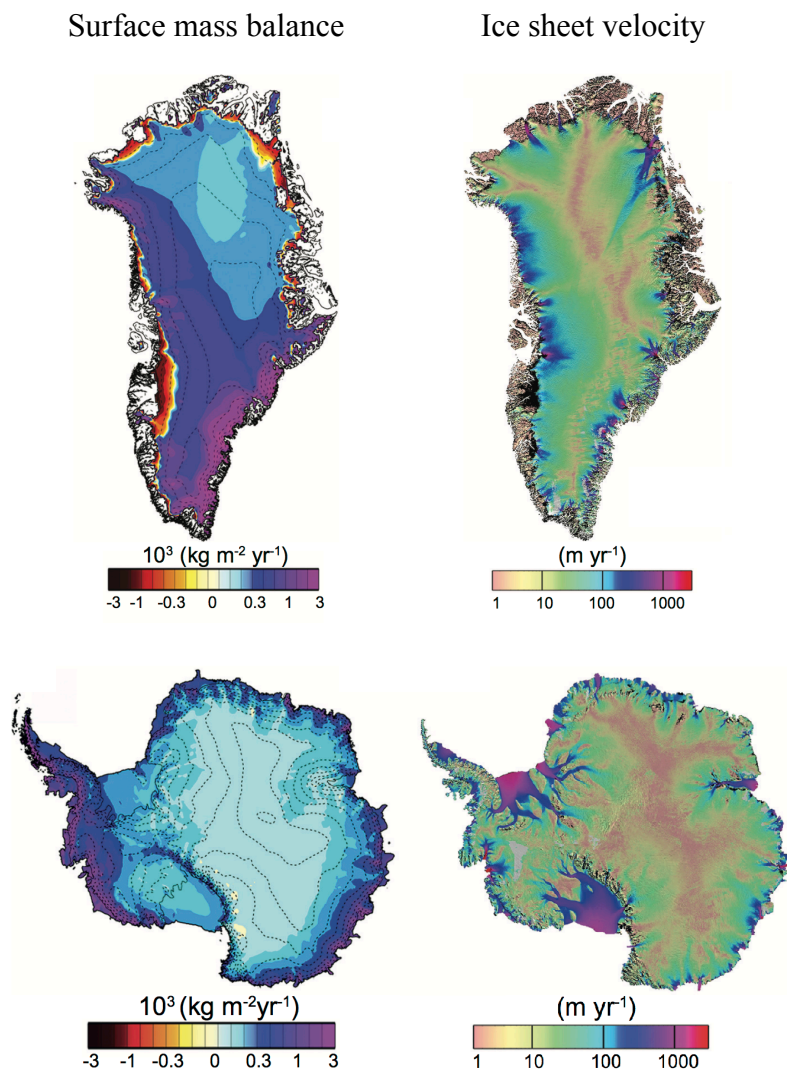 Surface mass balance
Ice sheet velocity
10³ (kg m⁻² yr⁻¹)
-3 -1 -0.3 0 0.3 1 3
(m yr⁻¹)
1 10 100 1000
10³ (kg m⁻²yr⁻¹)
-3 -1 -0.3 0 0.3 1 3
(m yr⁻¹)
1 10 100 1000